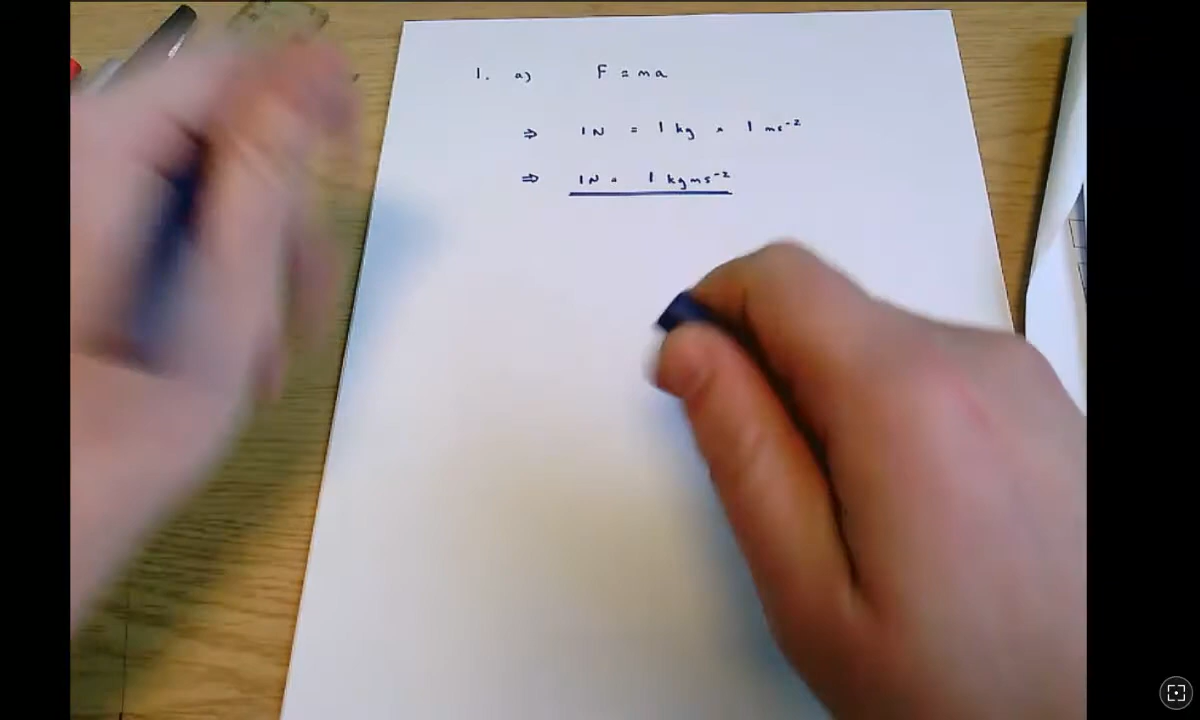 1. a) F = ma
⇒ 1N = 1 kg × 1 ms⁻²
⇒ 1N = 1 kgms⁻²